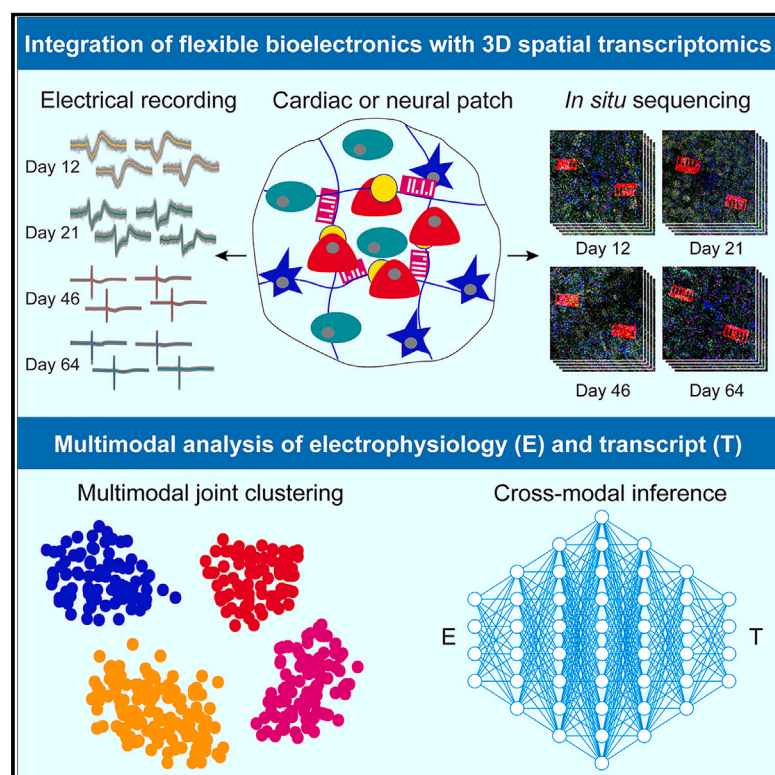 Integration of flexible bioelectronics with 3D spatial transcriptomics
Electrical recording
Cardiac or neural patch
In situ sequencing
Day 12
Day 21
Day 46
Day 64
Day 12
Day 21
Day 46
Day 64
Multimodal analysis of electrophysiology (E) and transcript (T)
Multimodal joint clustering
Cross-modal inference
E
T